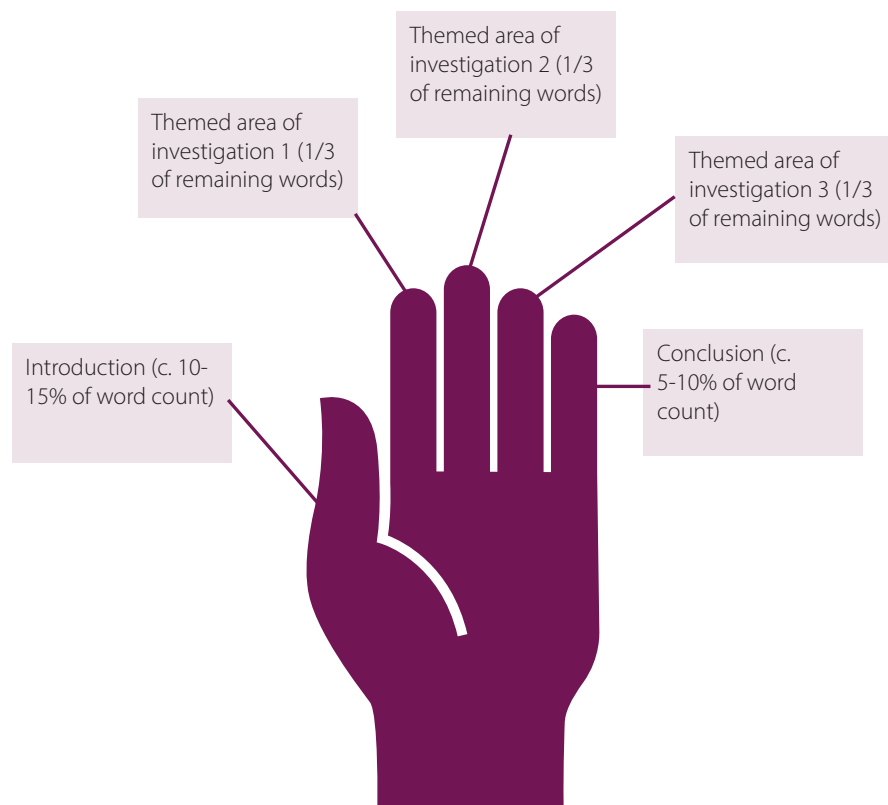 Introduction (c. 10-
15% of word count)
Themed area of
investigation 1 (1/3
of remaining words)
Themed area of
investigation 2 (1/3
of remaining words)
Themed area of
investigation 3 (1/3
of remaining words)
Conclusion (c.
5-10% of word
count)